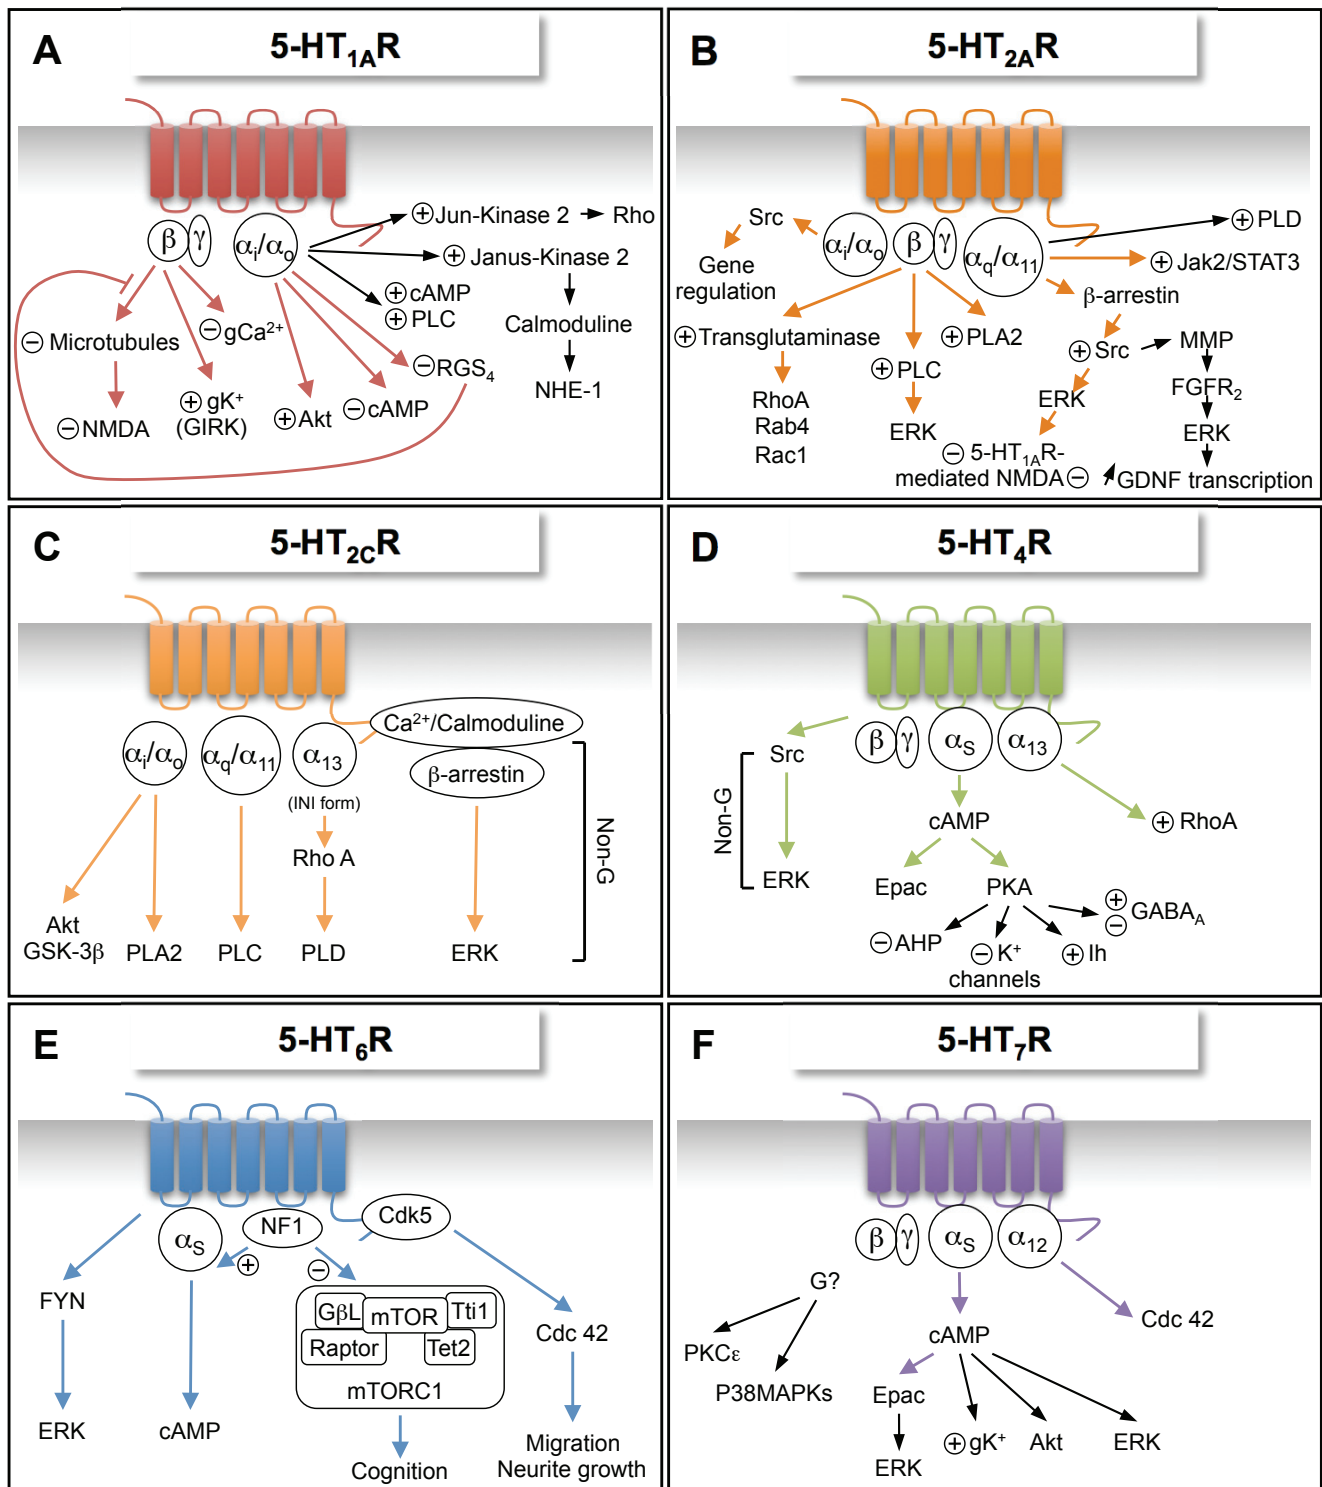 A
5-HT1AR
β γ αi/αo
⊕ Jun-Kinase 2 → Rho
⊕ Janus-Kinase 2
⊕ cAMP
⊕ PLC
Calmoduline
NHE-1
⊖ Microtubules
⊖ gCa2+
⊖ RGS4
⊕ gK+
(GIRK)
⊖ NMDA
⊕ Akt
⊖ cAMP
B
5-HT2AR
Src
αi/αo β γ αq/α11
⊕ PLD
⊕ Jak2/STAT3
Gene
regulation
β-arrestin
⊕ Transglutaminase
⊕ PLA2
⊕ Src
MMP
⊕ PLC
FGFR2
RhoA
Rab4
Rac1
ERK
ERK
ERK
⊖ 5-HT1AR-
mediated NMDA ⊖
GDNF transcription
C
5-HT2CR
αi/αo αq/α11 α13
Ca2+/Calmoduline
β-arrestin
(INI form)
Rho A
Non-G
Akt
GSK-3β
PLA2
PLC
PLD
ERK
D
5-HT4R
β γ αS α13
Src
Non-G
ERK
cAMP
⊕ RhoA
Epac
PKA
⊕
⊖
GABAA
⊖ AHP
⊖ K+
channels
⊕ Ih
E
5-HT6R
αS
NF1
Cdk5
⊕
⊖
FYN
GβL
mTOR
Tti1
Raptor
Tet2
mTORC1
Cdc 42
ERK
cAMP
Cognition
Migration
Neurite growth
F
5-HT7R
β γ αS α12
G?
PKCε
P38MAPKs
cAMP
Cdc 42
Epac
ERK
⊕ gK+
Akt
ERK